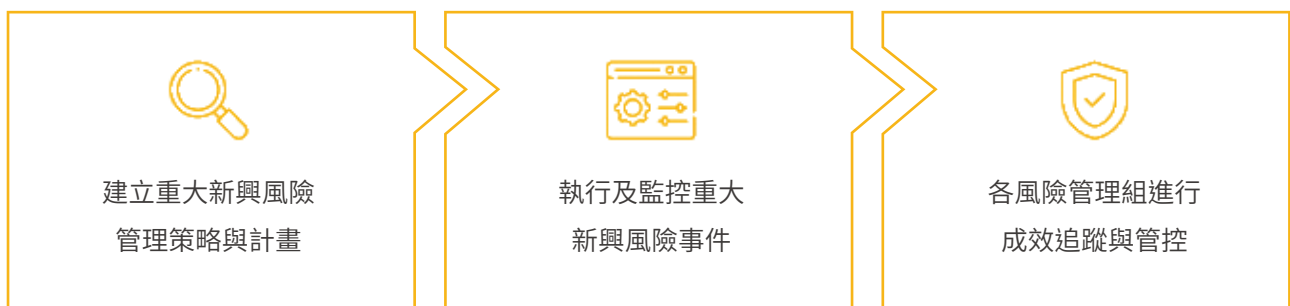 建立重大新興風險
管理策略與計畫
執行及監控重大
新興風險事件
各風險管理組進行
成效追蹤與管控